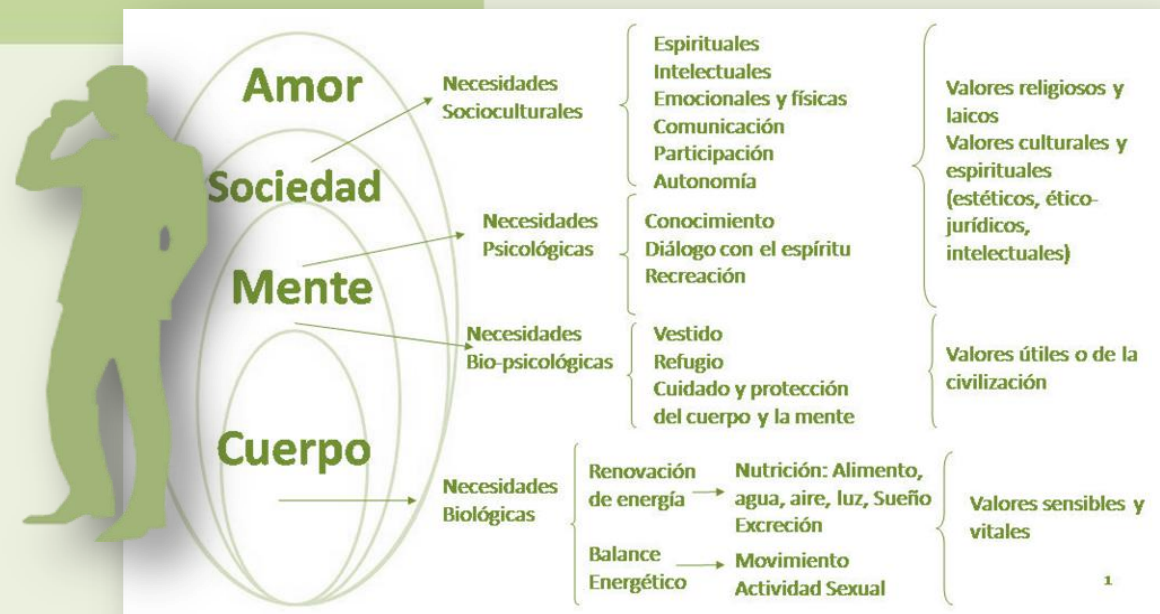 Amor
Sociedad
Mente
Cuerpo
Necesidades
Socioculturales
Espirituales
Intelectuales
Emocionales y físicas
Comunicación
Participación
Autonomía
Necesidades
Psicológicas
Conocimiento
Diálogo con el espíritu
Recreación
Valores religiosos y
laicos
Valores culturales y
espirituales
(estéticos, ético-
jurídicos,
intelectuales)
Necesidades
Bio-psicológicas
Vestido
Refugio
Cuidado y protección
del cuerpo y la mente
Valores útiles o de la
civilización
Necesidades
Biológicas
Renovación
de energía
Nutrición: Alimento,
agua, aire, luz, Sueño
Excreción
Balance
Energético
Movimiento
Actividad Sexual
Valores sensibles y
vitales
1